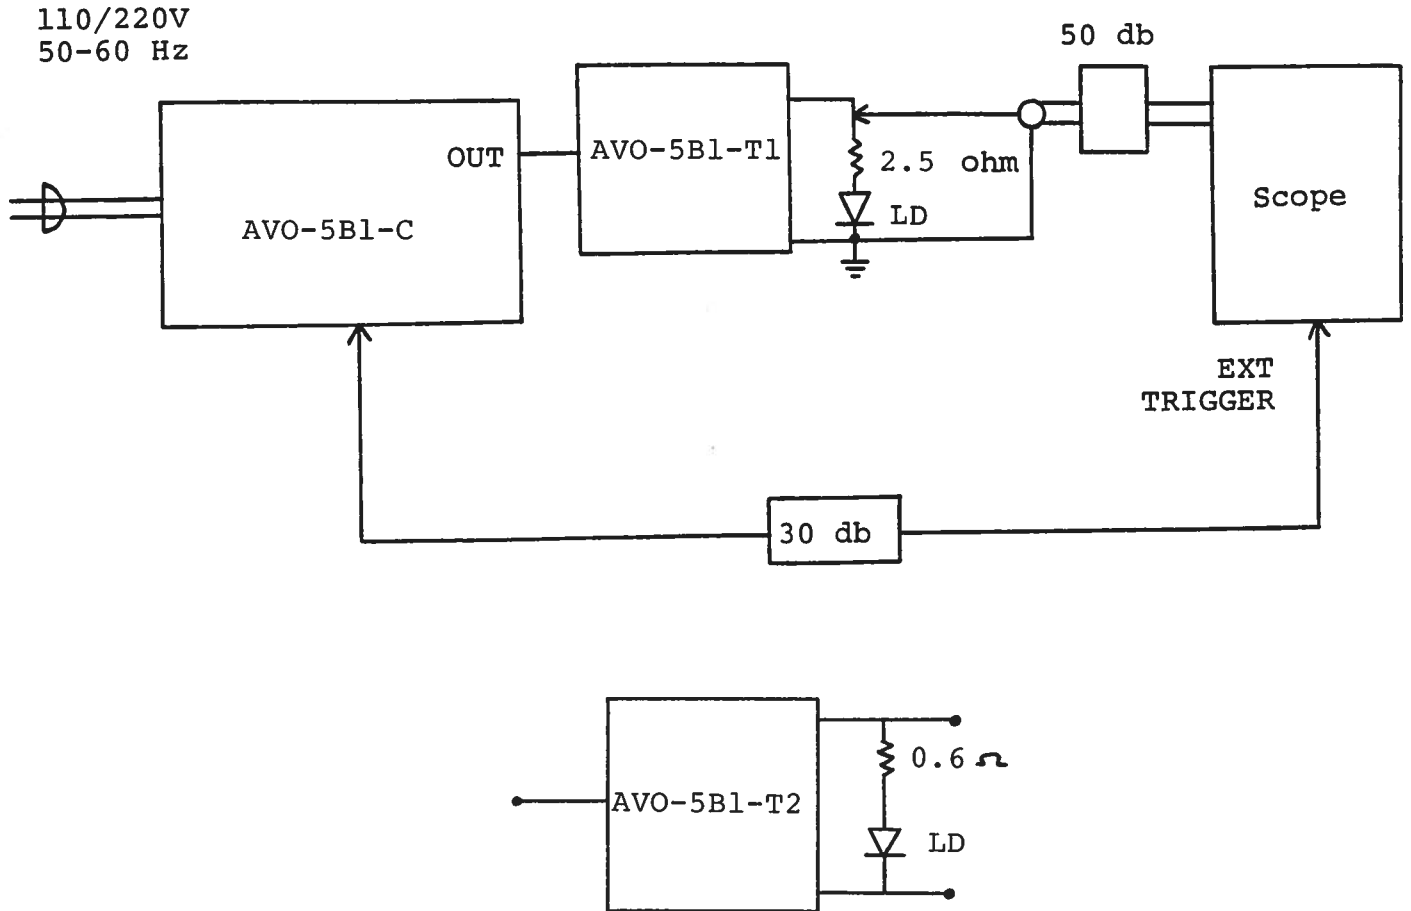 110/220V
50-60 Hz
50 db
OUT
AVO-5B1-T1
2.5 ohm
LD
AVO-5B1-C
Scope
EXT
TRIGGER
30 db
0.6 Ω
AVO-5B1-T2
LD